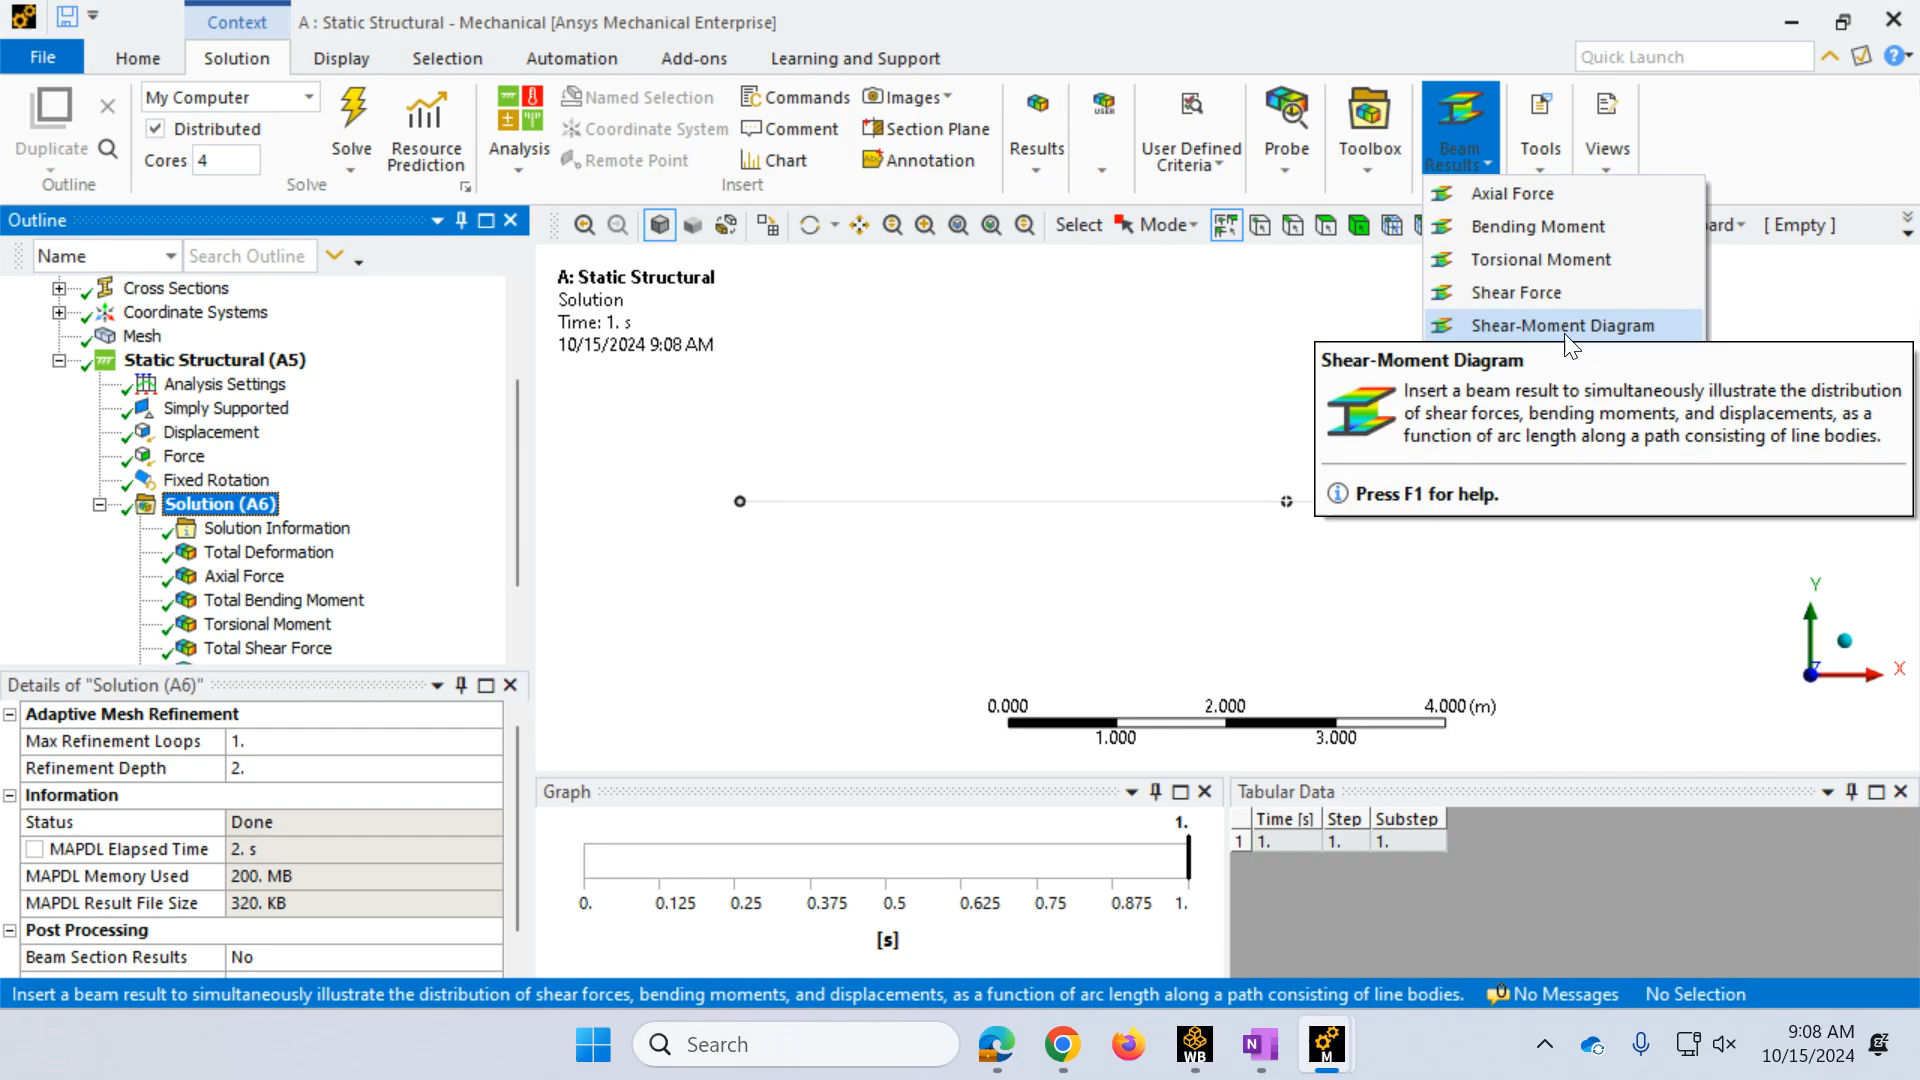 Context
A : Static Structural - Mechanical [Ansys Mechanical Enterprise]
File
Home
Solution
Display
Selection
Automation
Add-ons
Learning and Support
Quick Launch
Duplicate
Outline
My Computer
Distributed
Cores 4
Solve
Resource
Prediction
Solve
Analysis
Named Selection
Coordinate System
Remote Point
Commands
Comment
Chart
Images
Section Plane
Annotation
Insert
Results
USER
User Defined
Criteria
Probe
Toolbox
Beam
Results
Tools
Views
Axial Force
Bending Moment
Torsional Moment
Shear Force
Shear-Moment Diagram
Shear-Moment Diagram
Insert a beam result to simultaneously illustrate the distribution
of shear forces, bending moments, and displacements, as a
function of arc length along a path consisting of line bodies.
Press F1 for help.
Outline
Name
Search Outline
Select
Mode
ard
[ Empty ]
Cross Sections
Coordinate Systems
Mesh
Static Structural (A5)
Analysis Settings
Simply Supported
Displacement
Force
Fixed Rotation
Solution (A6)
Solution Information
Total Deformation
Axial Force
Total Bending Moment
Torsional Moment
Total Shear Force
A: Static Structural
Solution
Time: 1. s
10/15/2024 9:08 AM
Y
Z
X
0.000
2.000
4.000 (m)
1.000
3.000
Details of "Solution (A6)"
Adaptive Mesh Refinement
Max Refinement Loops 1.
Refinement Depth 2.
Information
Status Done
MAPDL Elapsed Time 2. s
MAPDL Memory Used 200. MB
MAPDL Result File Size 320. KB
Post Processing
Beam Section Results No
Graph
1.
0. 0.125 0.25 0.375 0.5 0.625 0.75 0.875 1.
[s]
Tabular Data
Time [s] Step Substep
1 1. 1. 1.
Insert a beam result to simultaneously illustrate the distribution of shear forces, bending moments, and displacements, as a function of arc length along a path consisting of line bodies.
0 No Messages
No Selection
Search
WB
N
M
9:08 AM
10/15/2024